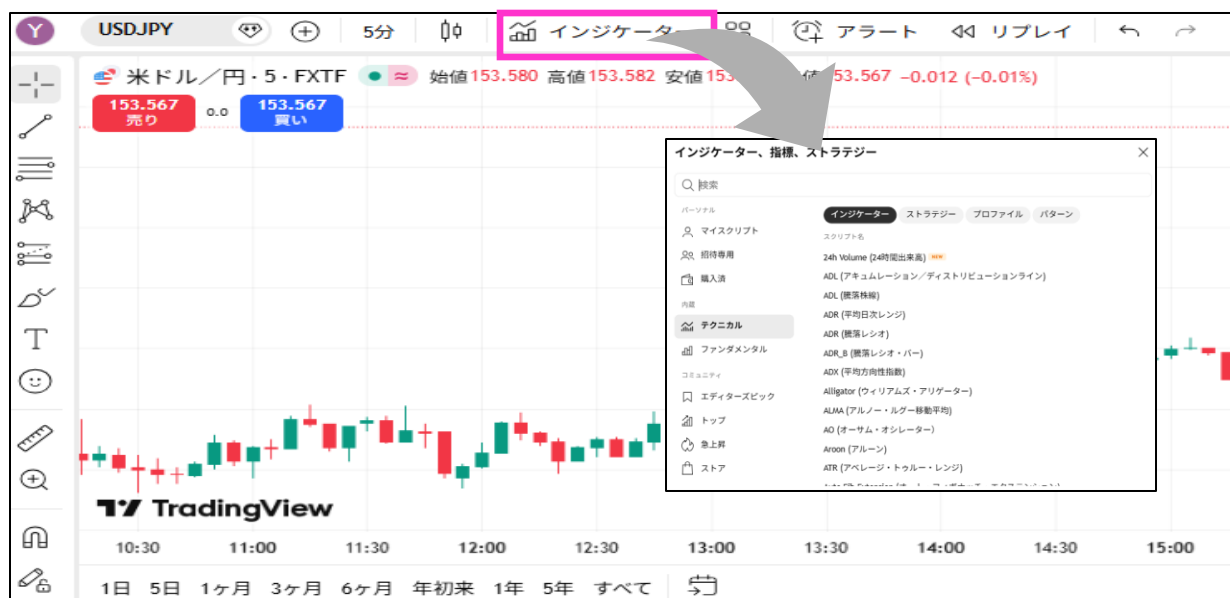 Y USDJPY 5分 インジケーター アラート リプレイ
米ドル／円・5・FXTF 始値153.580 高値153.582 安値153 値 53.567 −0.012 (−0.01%)
153.567 0.0 153.567
売り 買い
インジケーター、指標、ストラテジー
検索
パーソナル
マイスクリプト
招待専用
購入済
内蔵
テクニカル
ファンダメンタル
コミュニティ
エディターズピック
トップ
急上昇
ストア
インジケーター ストラテジー プロファイル パターン
スクリプト名
24h Volume (24時間出来高) NEW
ADL (アキュムレーション／ディストリビューションライン)
ADL (騰落株線)
ADR (平均日次レンジ)
ADR (騰落レシオ)
ADR_B (騰落レシオ・バー)
ADX (平均方向性指数)
Alligator (ウィリアムズ・アリゲーター)
ALMA (アルノー・ルグー移動平均)
AO (オーサム・オシレーター)
Aroon (アルーン)
ATR (アベレージ・トゥルー・レンジ)
TradingView
10:30 11:00 11:30 12:00 12:30 13:00 13:30 14:00 14:30 15:00
1日 5日 1ヶ月 3ヶ月 6ヶ月 年初来 1年 5年 すべて